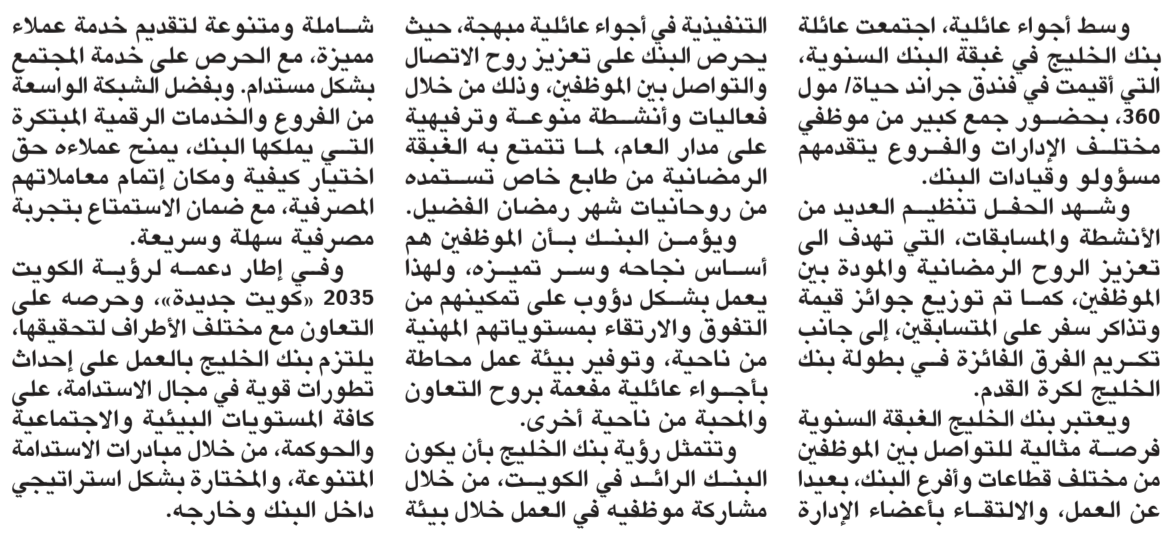 وسط أجواء عائلية، اجتمعت عائلة
بنك الخليج في غبقة البنك السنوية،
التي أقيمت في فندق جراند حياة/ مول
360، بحضور جمع كبير من موظفي
مختلف الإدارات والفروع يتقدمهم
مسؤولو وقيادات البنك.
وشهد الحفل تنظيم العديد من
الأنشطة والمسابقات، التي تهدف الى
تعزيز الروح الرمضانية والمودة بين
الموظفين، كما تم توزيع جوائز قيمة
وتذاكر سفر على المتسابقين، إلى جانب
تكريم الفرق الفائزة في بطولة بنك
الخليج لكرة القدم.
ويعتبر بنك الخليج الغبقة السنوية
فرصة مثالية للتواصل بين الموظفين
من مختلف قطاعات وأفرع البنك، بعيدا
عن العمل، والالتقاء بأعضاء الإدارة
التنفيذية في أجواء عائلية مبهجة، حيث
يحرص البنك على تعزيز روح الاتصال
والتواصل بين الموظفين، وذلك من خلال
فعاليات وأنشطة منوعة وترفيهية
على مدار العام، لما تتمتع به الغبقة
الرمضانية من طابع خاص تستمده
من روحانيات شهر رمضان الفضيل.
ويؤمن البنك بأن الموظفين هم
أساس نجاحه وسر تميزه، ولهذا
يعمل بشكل دؤوب على تمكينهم من
التفوق والارتقاء بمستوياتهم المهنية
من ناحية، وتوفير بيئة عمل محاطة
بأجواء عائلية مفعمة بروح التعاون
والمحبة من ناحية أخرى.
وتتمثل رؤية بنك الخليج بأن يكون
البنك الرائد في الكويت، من خلال
مشاركة موظفيه في العمل خلال بيئة
شاملة ومتنوعة لتقديم خدمة عملاء
مميزة، مع الحرص على خدمة المجتمع
بشكل مستدام. وبفضل الشبكة الواسعة
من الفروع والخدمات الرقمية المبتكرة
التي يملكها البنك، يمنح عملاءه حق
اختيار كيفية ومكان إتمام معاملاتهم
المصرفية، مع ضمان الاستمتاع بتجربة
مصرفية سهلة وسريعة.
وفي إطار دعمه لرؤية الكويت
2035 «كويت جديدة»، وحرصه على
التعاون مع مختلف الأطراف لتحقيقها،
يلتزم بنك الخليج بالعمل على إحداث
تطورات قوية في مجال الاستدامة، على
كافة المستويات البيئية والاجتماعية
والحوكمة، من خلال مبادرات الاستدامة
المتنوعة، والمختارة بشكل استراتيجي
داخل البنك وخارجه.